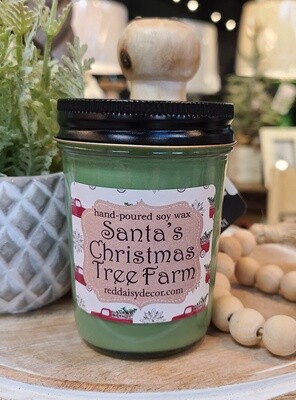 hand-poured soy wax
Santa's
Christmas
Tree Farm
reddaisydecor.com